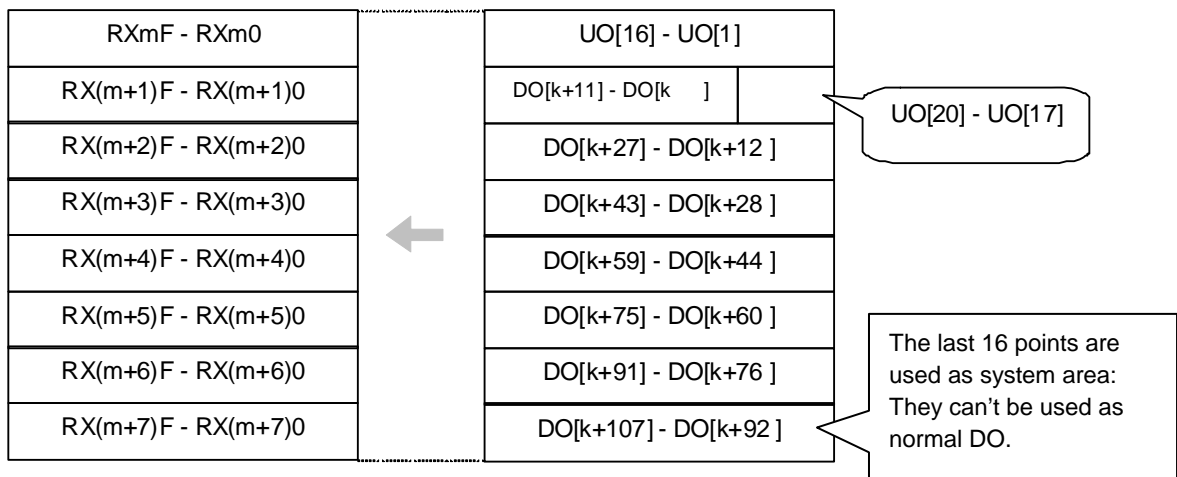 RXmF - RXm0
UO[16] - UO[1]
RX(m+1)F - RX(m+1)0
DO[k+11] - DO[k ]
UO[20] - UO[17]
RX(m+2)F - RX(m+2)0
DO[k+27] - DO[k+12 ]
RX(m+3)F - RX(m+3)0
DO[k+43] - DO[k+28 ]
RX(m+4)F - RX(m+4)0
DO[k+59] - DO[k+44 ]
RX(m+5)F - RX(m+5)0
DO[k+75] - DO[k+60 ]
RX(m+6)F - RX(m+6)0
DO[k+91] - DO[k+76 ]
RX(m+7)F - RX(m+7)0
DO[k+107] - DO[k+92 ]
The last 16 points are
used as system area:
They can't be used as
normal DO.